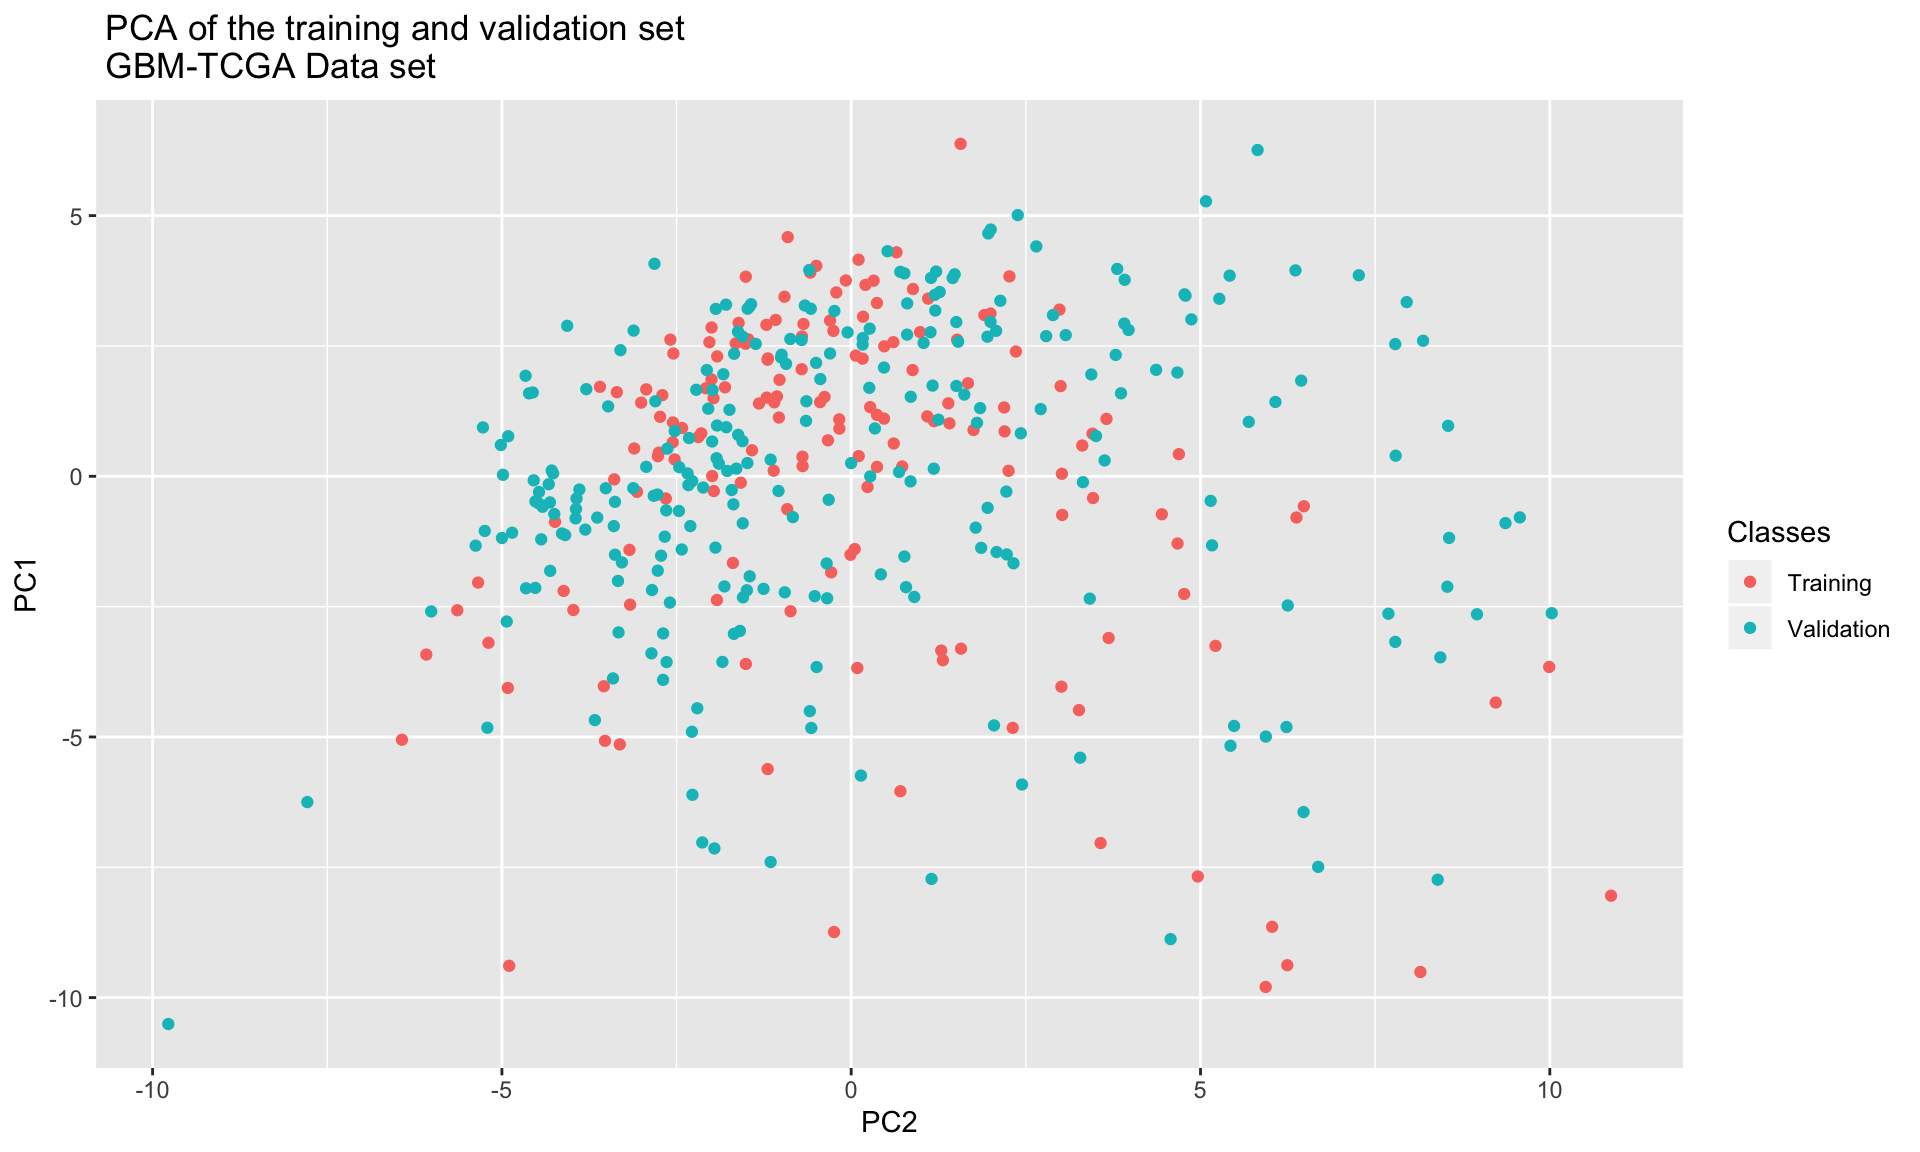 PCA of the training and validation set
GBM-TCGA Data set
PC1
5
0
-5
-10
-10
-5
0
5
10
PC2
Classes
Training
Validation